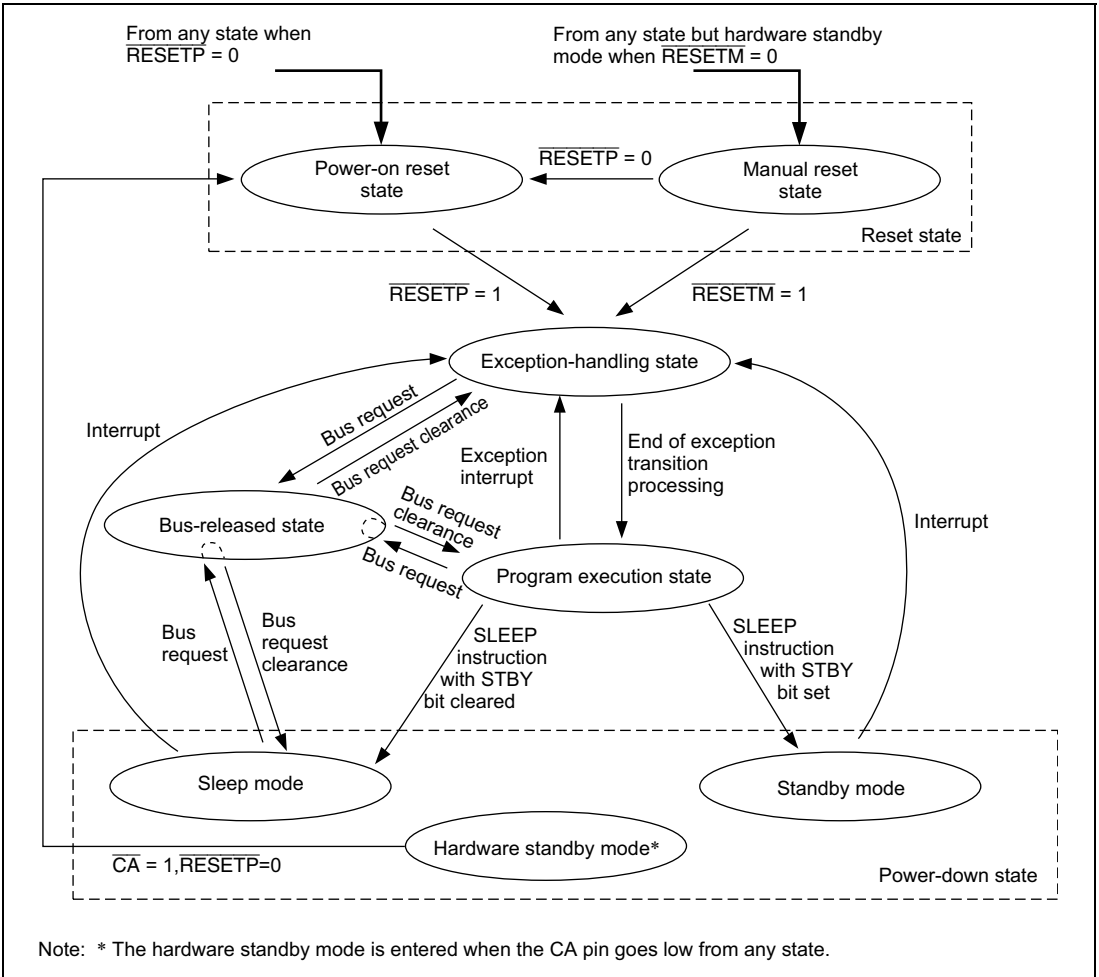 From any state when
RESETP = 0
From any state but hardware standby
mode when RESETM = 0
Power-on reset
state
RESETP = 0
Manual reset
state
Reset state
RESETP = 1
RESETM = 1
Exception-handling state
Interrupt
Bus request
Bus request clearance
Exception
interrupt
End of exception
transition
processing
Interrupt
Bus-released state
Bus request
clearance
Bus request
Program execution state
Bus
request
Bus
request
clearance
SLEEP
instruction
with STBY
bit cleared
SLEEP
instruction
with STBY
bit set
Sleep mode
Standby mode
Hardware standby mode*
CA = 1,RESETP=0
Power-down state
Note: * The hardware standby mode is entered when the CA pin goes low from any state.